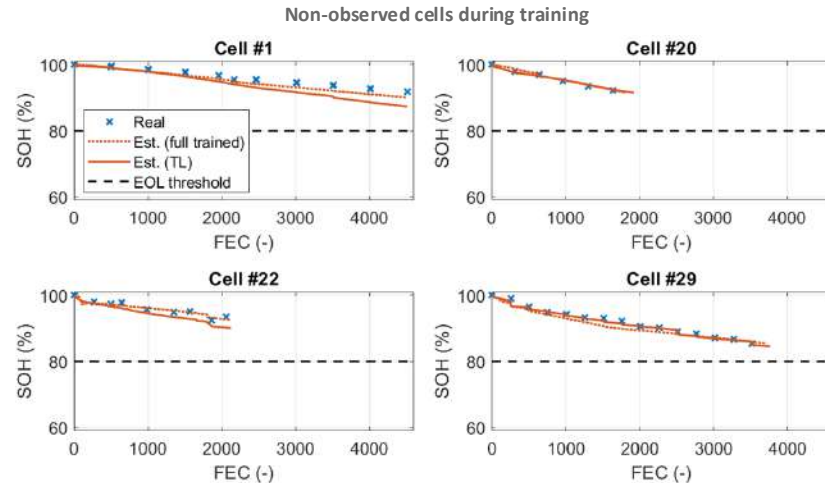 Non-observed cells during training
Cell #1
100
80
60
SOH (%)
Real
Est. (full trained)
Est. (TL)
EOL threshold
0 1000 2000 3000 4000
FEC (-)
Cell #20
100
80
60
SOH (%)
0 1000 2000 3000 4000
FEC (-)
Cell #22
100
80
60
SOH (%)
0 1000 2000 3000 4000
FEC (-)
Cell #29
100
80
60
SOH (%)
0 1000 2000 3000 4000
FEC (-)